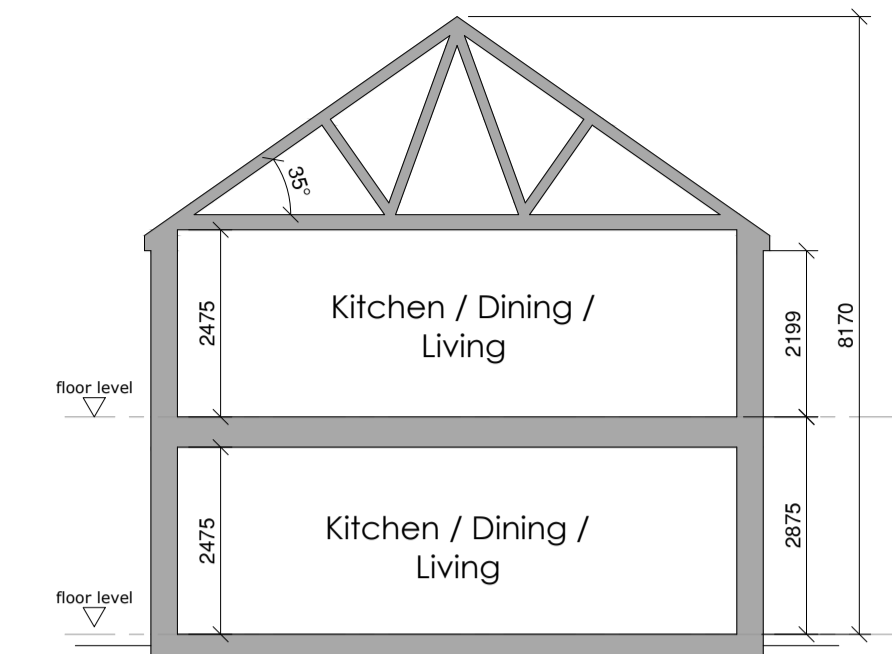 35°
Kitchen / Dining /
Living
2475
2199
8170
floor level
Kitchen / Dining /
Living
2475
2875
floor level